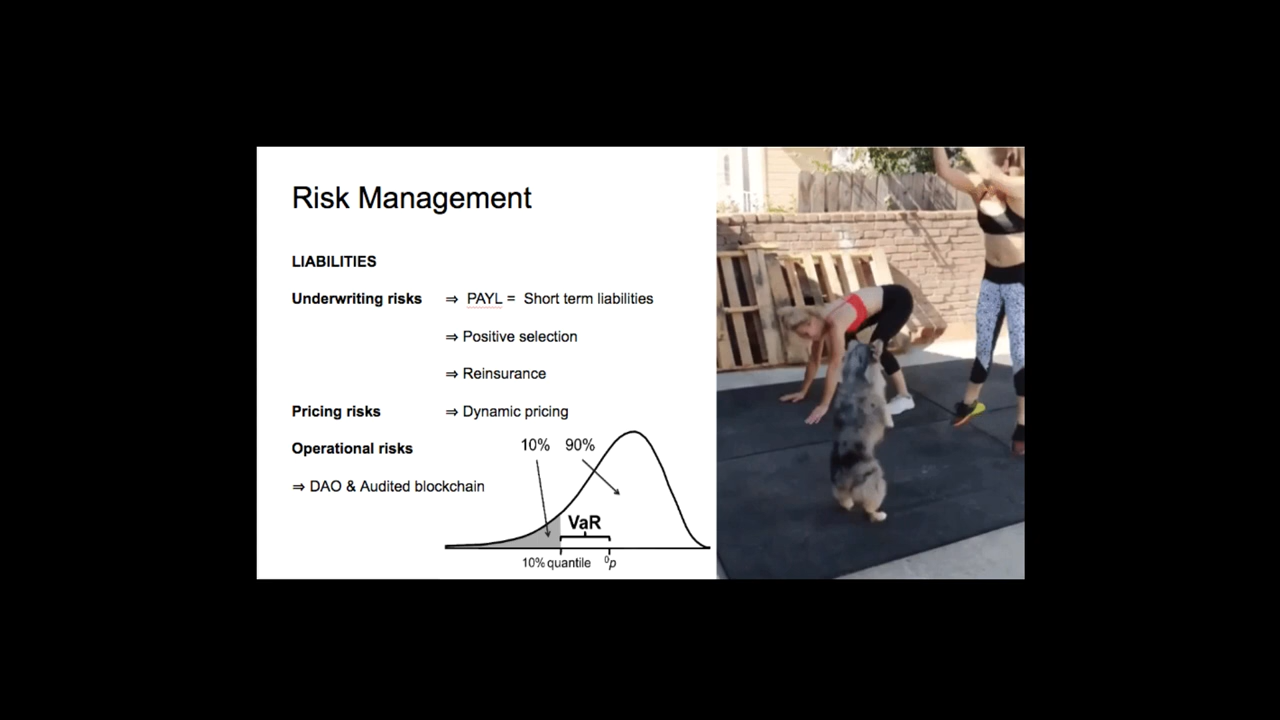 Risk Management
LIABILITIES
Underwriting risks ⇒ PAYL = Short term liabilities
⇒ Positive selection
⇒ Reinsurance
Pricing risks ⇒ Dynamic pricing
Operational risks
10% 90%
⇒ DAO & Audited blockchain
VaR
10% quantile ⁰p